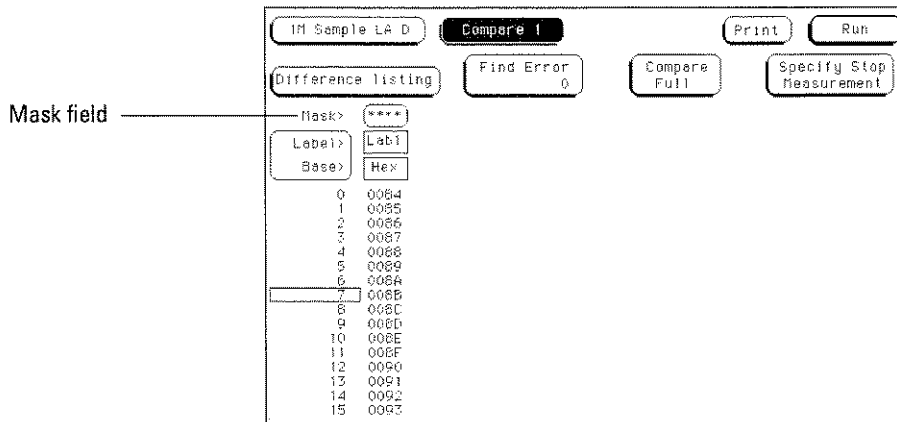 1M Sample LA D Compare 1 Print Run
Difference listing Find Error 0 Compare Full Specify Stop Measurement
Mask field Mask> ****
Label> Lab1
Base> Hex
0 0084
1 0085
2 0086
3 0087
4 0088
5 0089
6 008A
7 008B
8 008C
9 008D
10 008E
11 008F
12 0090
13 0091
14 0092
15 0093